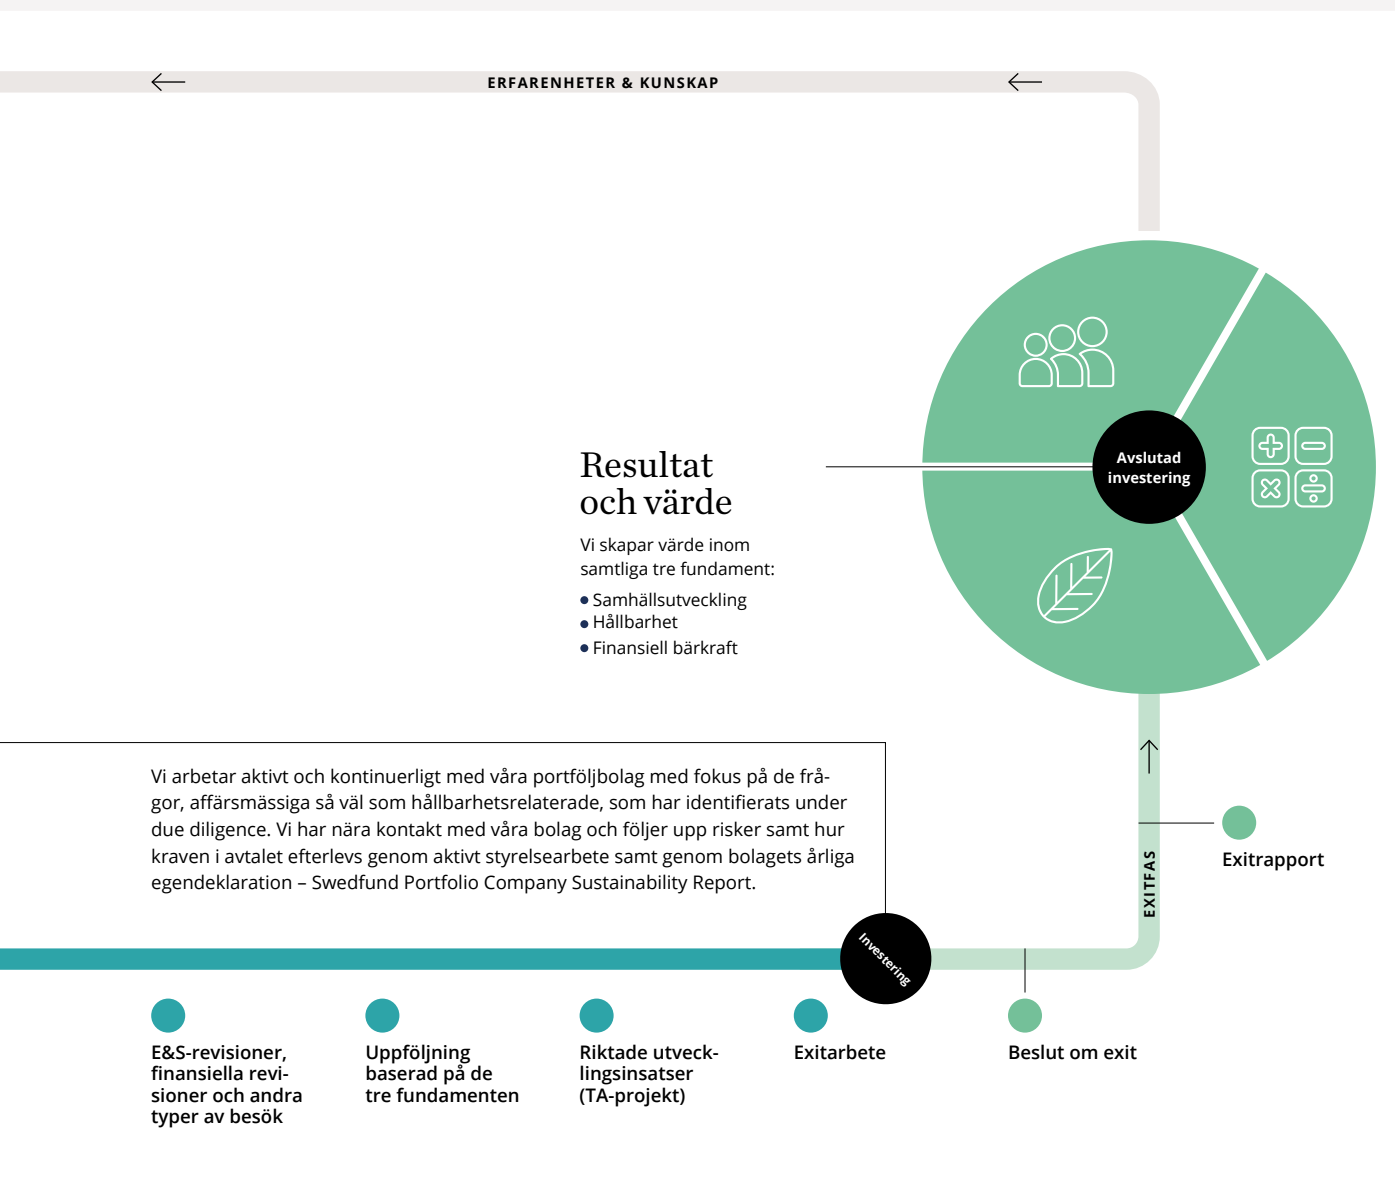 ERFARENHETER & KUNSKAP
Avslutad
investering
Resultat
och värde
Vi skapar värde inom
samtliga tre fundament:
• Samhällsutveckling
• Hållbarhet
• Finansiell bärkraft
Vi arbetar aktivt och kontinuerligt med våra portföljbolag med fokus på de frå-
gor, affärsmässiga så väl som hållbarhetsrelaterade, som har identifierats under
due diligence. Vi har nära kontakt med våra bolag och följer upp risker samt hur
kraven i avtalet efterlevs genom aktivt styrelsearbete samt genom bolagets årliga
egendeklaration – Swedfund Portfolio Company Sustainability Report.
Exitrapport
EXITFAS
Investering
E&S-revisioner,
finansiella revi-
sioner och andra
typer av besök
Uppföljning
baserad på de
tre fundamenten
Riktade utveck-
lingsinsatser
(TA-projekt)
Exitarbete
Beslut om exit